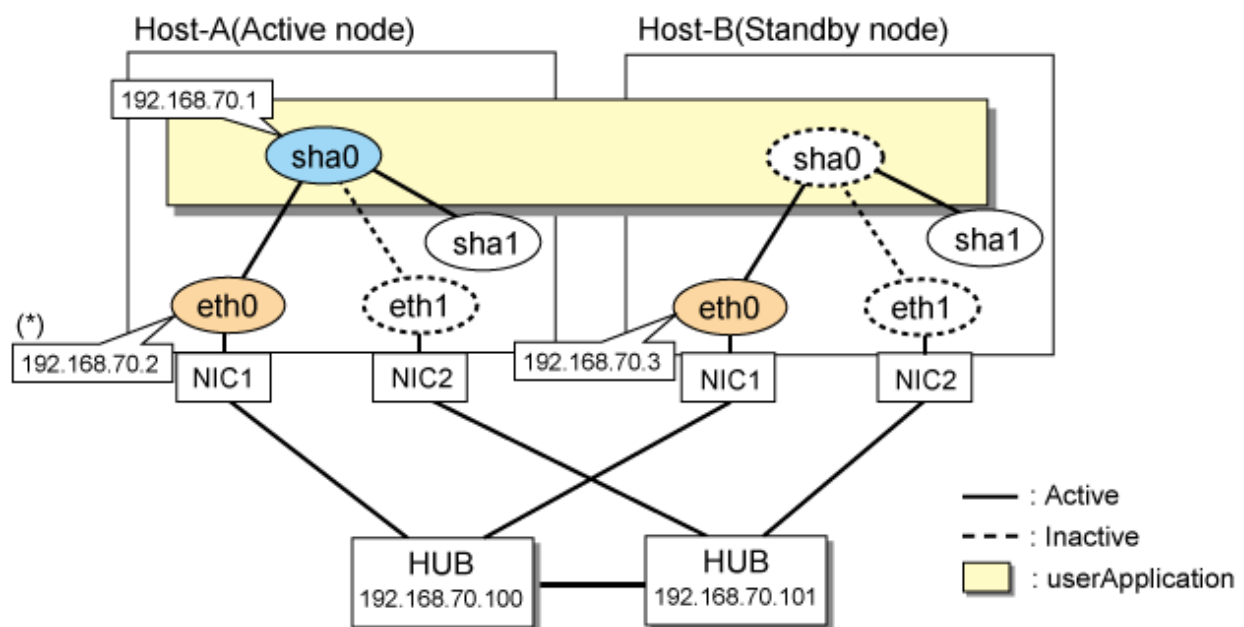 Host-A(Active node)
Host-B(Standby node)
192.168.70.1
sha0
sha0
sha1
sha1
eth0
eth1
eth0
eth1
(*)
192.168.70.2
192.168.70.3
NIC1
NIC2
NIC1
NIC2
: Active
: Inactive
: userApplication
HUB
192.168.70.100
HUB
192.168.70.101